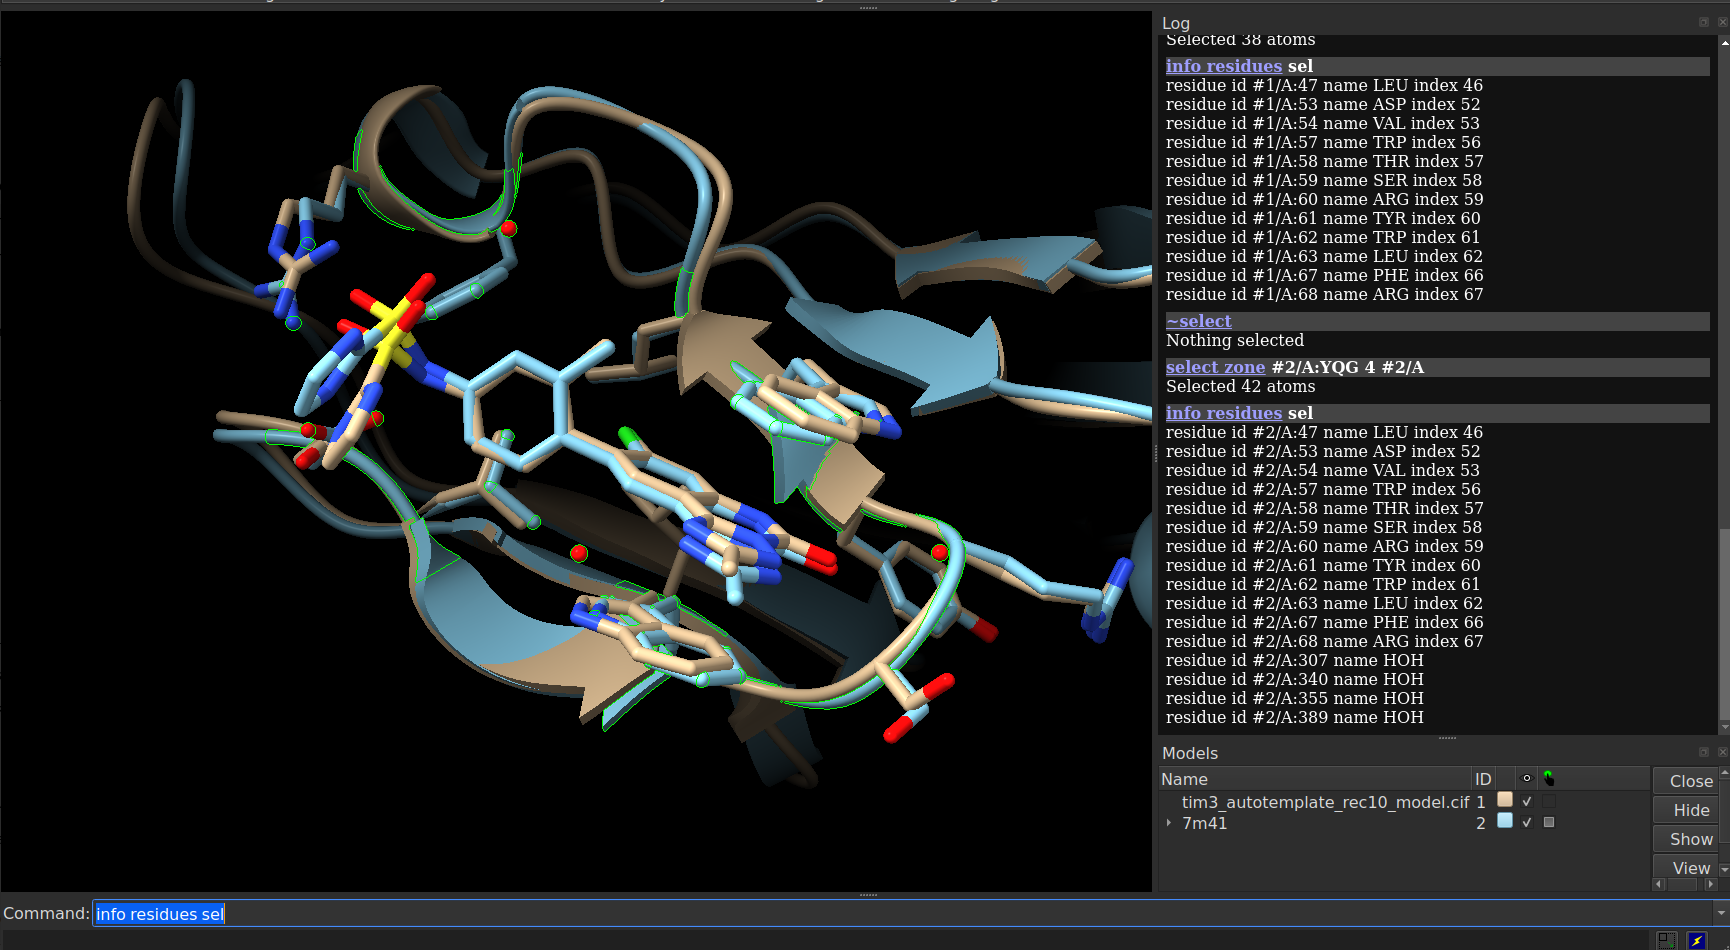 Log
Selected 38 atoms
info residues sel
residue id #1/A:47 name LEU index 46
residue id #1/A:53 name ASP index 52
residue id #1/A:54 name VAL index 53
residue id #1/A:57 name TRP index 56
residue id #1/A:58 name THR index 57
residue id #1/A:59 name SER index 58
residue id #1/A:60 name ARG index 59
residue id #1/A:61 name TYR index 60
residue id #1/A:62 name TRP index 61
residue id #1/A:63 name LEU index 62
residue id #1/A:67 name PHE index 66
residue id #1/A:68 name ARG index 67
~select
Nothing selected
select zone #2/A:YQG 4 #2/A
Selected 42 atoms
info residues sel
residue id #2/A:47 name LEU index 46
residue id #2/A:53 name ASP index 52
residue id #2/A:54 name VAL index 53
residue id #2/A:57 name TRP index 56
residue id #2/A:58 name THR index 57
residue id #2/A:59 name SER index 58
residue id #2/A:60 name ARG index 59
residue id #2/A:61 name TYR index 60
residue id #2/A:62 name TRP index 61
residue id #2/A:63 name LEU index 62
residue id #2/A:67 name PHE index 66
residue id #2/A:68 name ARG index 67
residue id #2/A:307 name HOH
residue id #2/A:340 name HOH
residue id #2/A:355 name HOH
residue id #2/A:389 name HOH
Models
Name ID
tim3_autotemplate_rec10_model.cif 1
7m41 2
Close
Hide
Show
View
Command: info residues sel